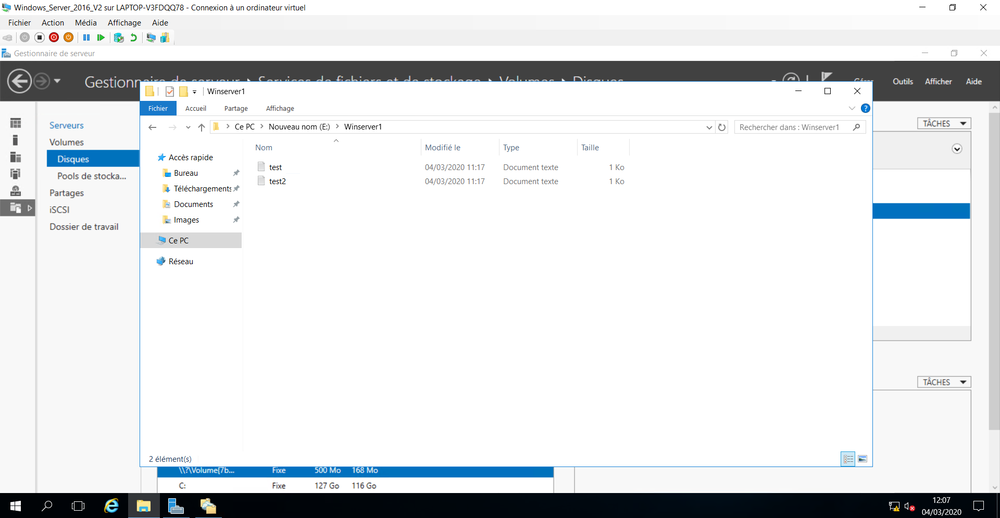 Windows_Server_2016_V2 sur LAPTOP-V3FDQQ78 - Connexion à un ordinateur virtuel
Fichier Action Média Affichage Aide
Gestionnaire de serveur
Gestionnaire de serveur Services de fichiers et de stockage Volumes Disques
Gérer Outils Afficher Aide
Winserver1
Fichier Accueil Partage Affichage
Ce PC Nouveau nom (E:) Winserver1
Rechercher dans : Winserver1
Serveurs
Volumes
Disques
Pools de stocka...
Partages
iSCSI
Dossier de travail
Accès rapide
Bureau
Téléchargements
Documents
Images
Ce PC
Réseau
Nom Modifié le Type Taille
test 04/03/2020 11:17 Document texte 1 Ko
test2 04/03/2020 11:17 Document texte 1 Ko
2 élément(s)
TÂCHES
TÂCHES
\\?\Volume{7b... Fixe 500 Mo 168 Mo
C: Fixe 127 Go 116 Go
12:07
04/03/2020